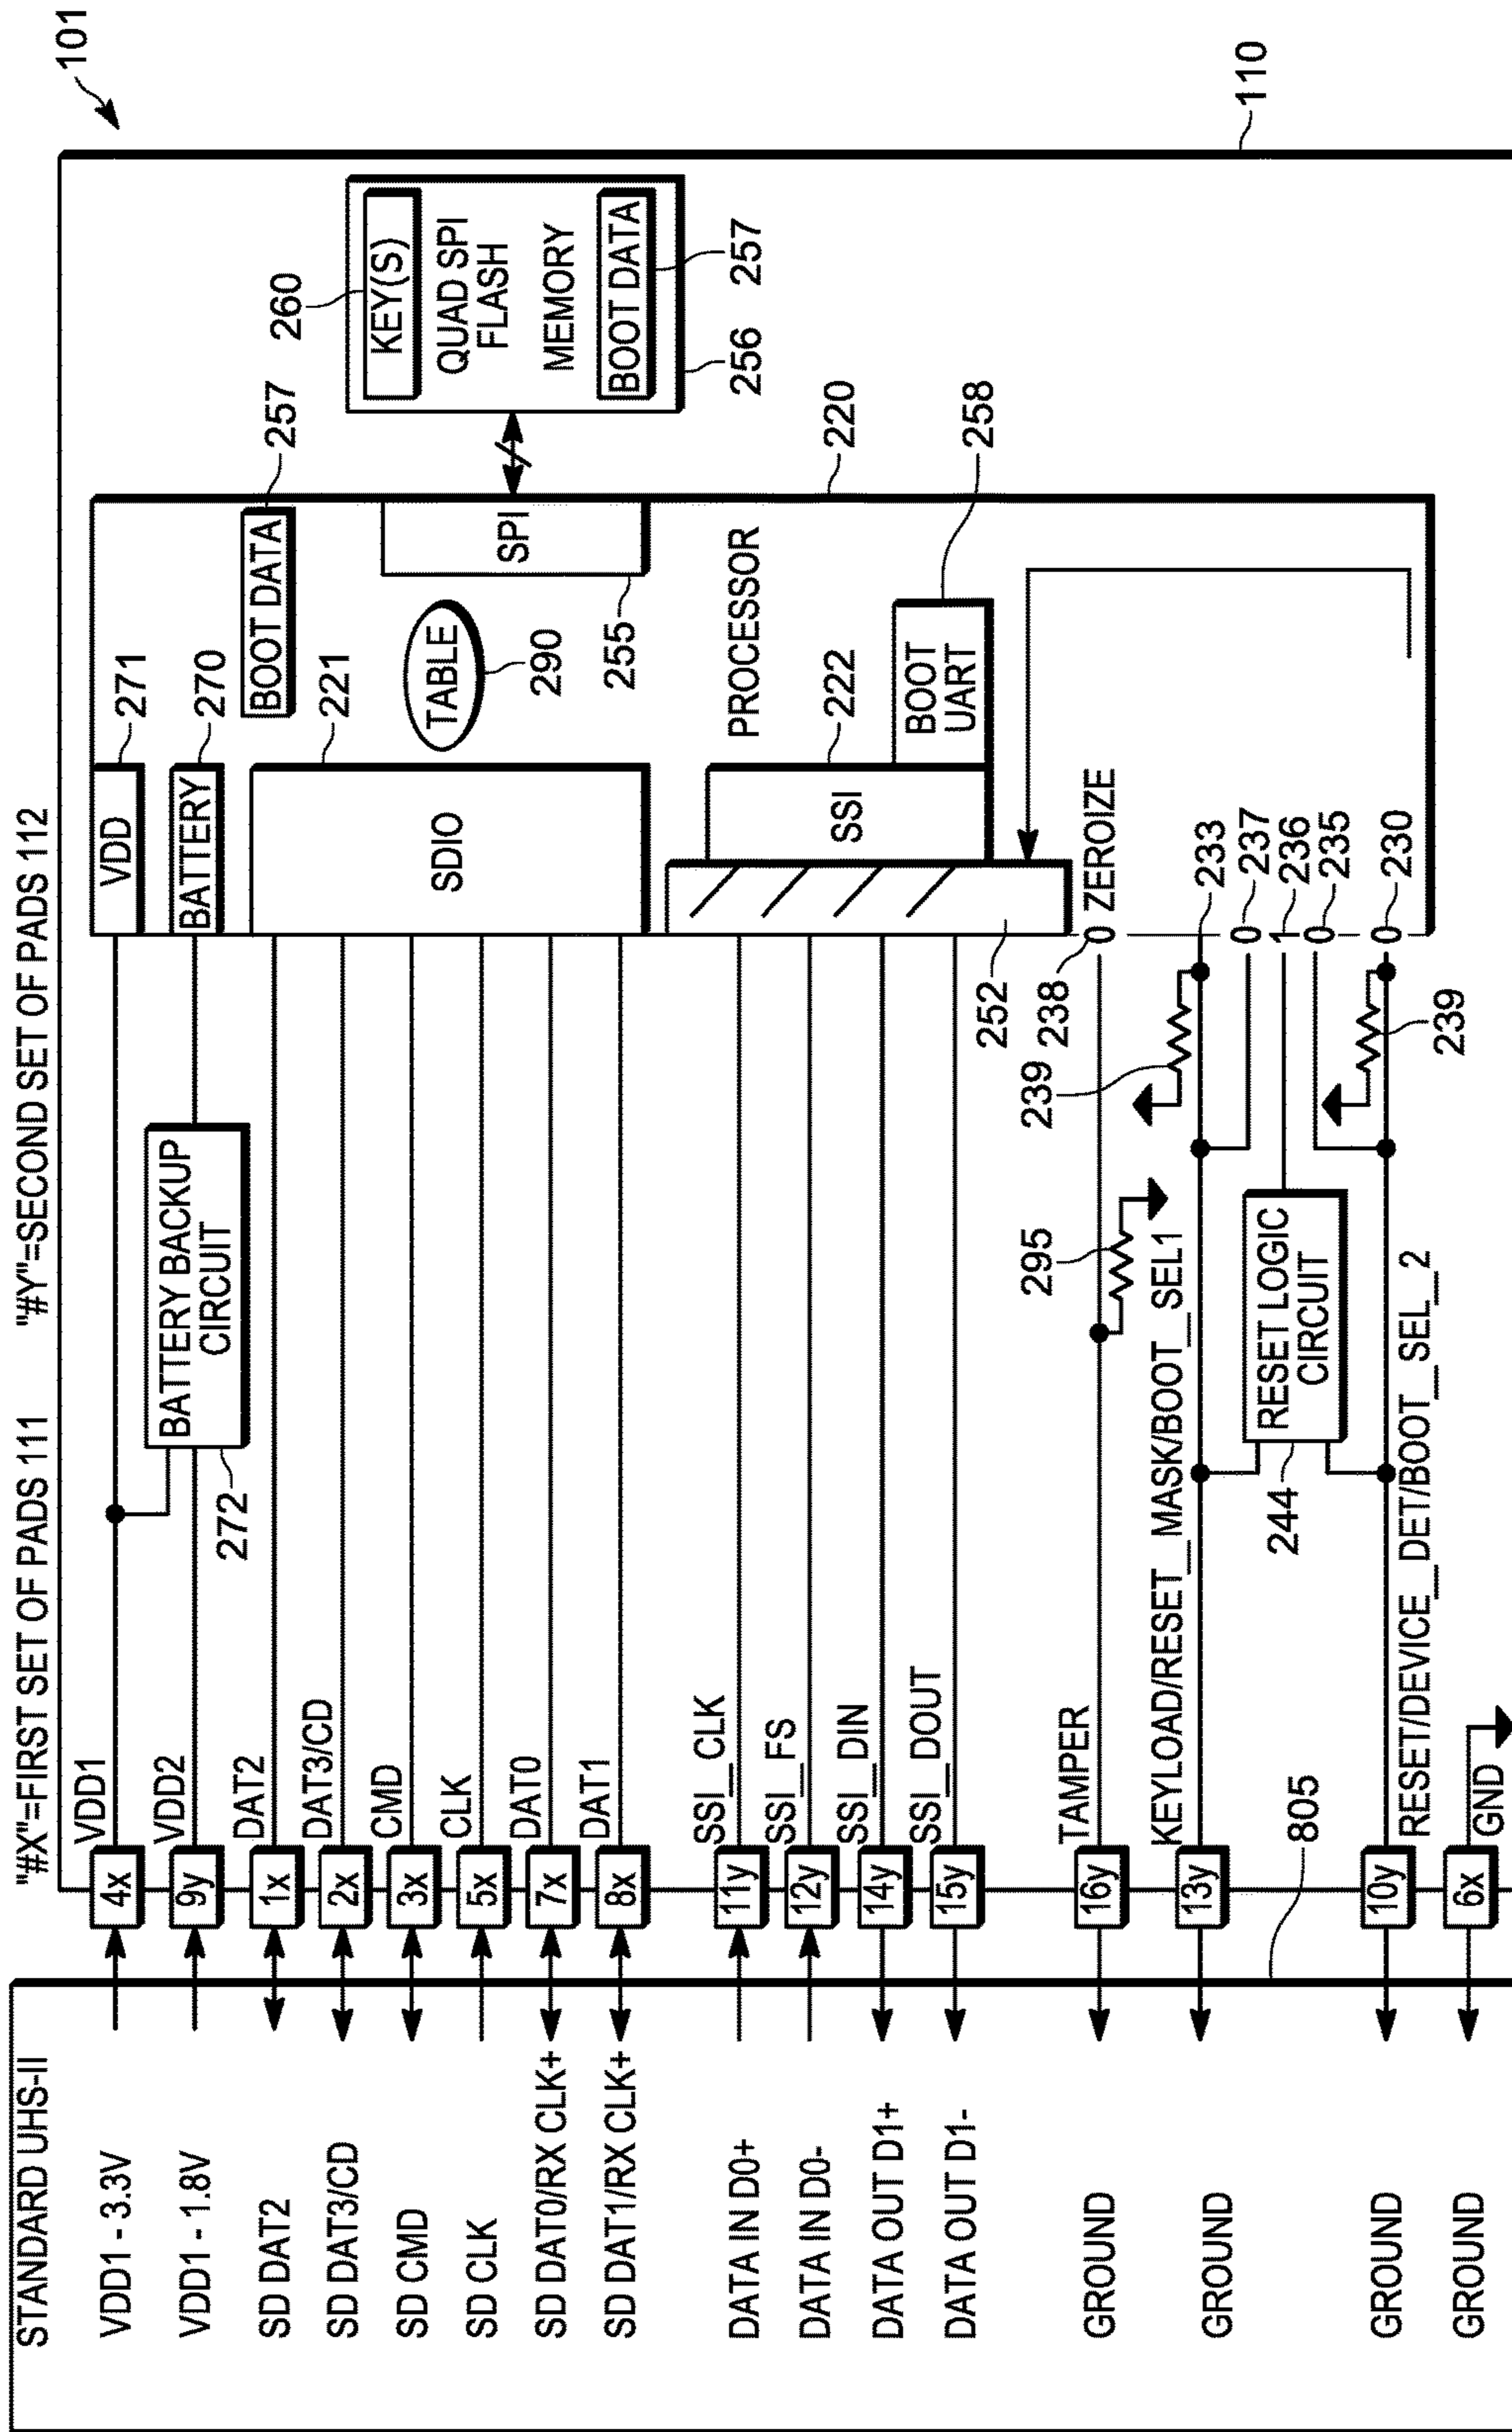 "#X"=FIRST SET OF PADS 111
"#Y"=SECOND SET OF PADS 112
101
110
STANDARD UHS-II
VDD1 - 3.3V
VDD1 - 1.8V
SD DAT2
SD DAT3/CD
SD CMD
SD CLK
SD DAT0/RX CLK+
SD DAT1/RX CLK+
DATA IN D0+
DATA IN D0-
DATA OUT D1+
DATA OUT D1-
GROUND
GROUND
GROUND
GROUND
805
4x
9y
1x
2x
3x
5x
7x
8x
11y
12y
14y
15y
16y
13y
10y
6x
VDD1
VDD2
DAT2
DAT3/CD
CMD
CLK
DAT0
DAT1
SSI_CLK
SSI_FS
SSI_DIN
SSI_DOUT
TAMPER
KEYLOAD/RESET_MASK/BOOT_SEL1
RESET/DEVICE_DET/BOOT_SEL_2
GND
BATTERY BACKUP
CIRCUIT
272
RESET LOGIC
CIRCUIT
244
295
239
239
VDD
271
BATTERY
270
SDIO
221
BOOT DATA
257
TABLE
290
SPI
255
PROCESSOR
220
SSI
222
BOOT
UART
258
252
238
0 ZEROIZE
233
0
237
1
236
0
235
0
230
KEY(S)
260
QUAD SPI
FLASH
MEMORY
BOOT DATA
257
256